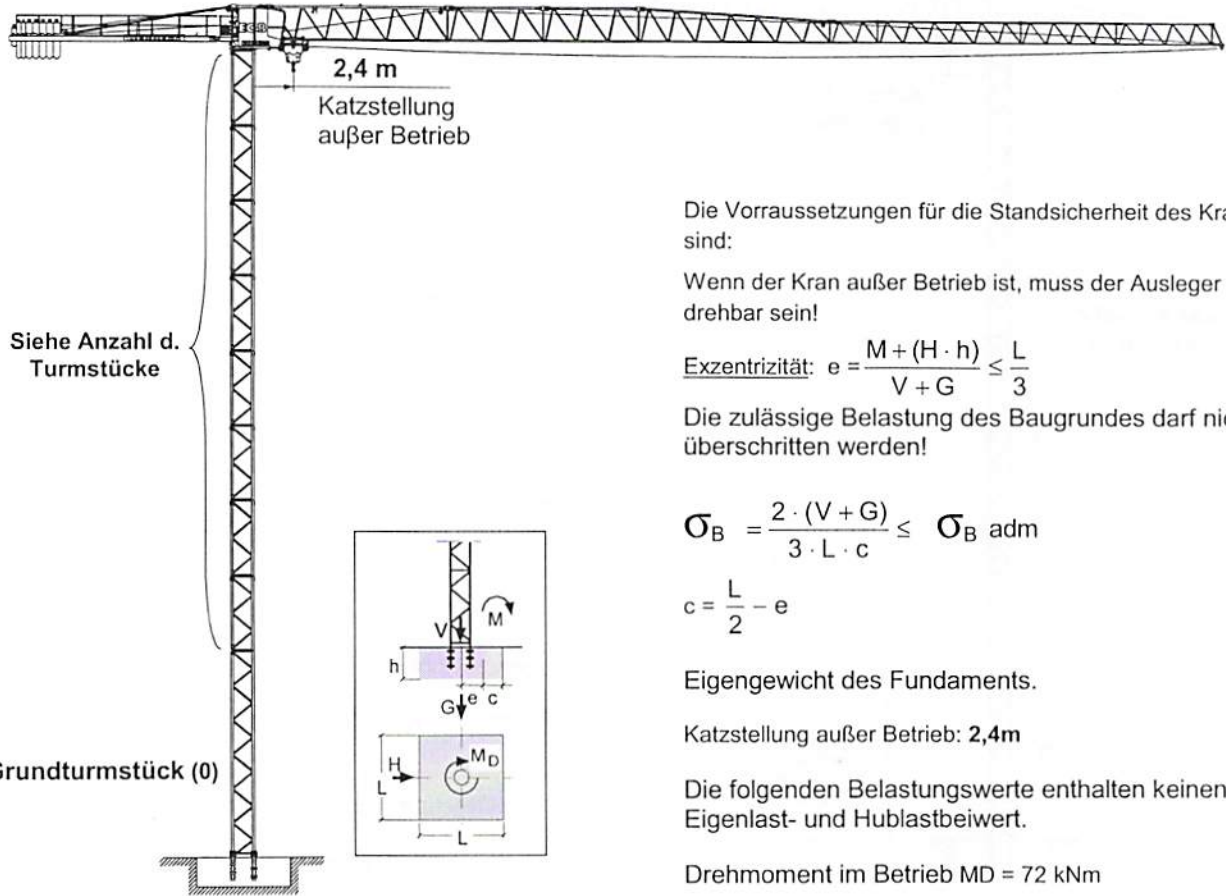 2,4 m
Katzstellung
außer Betrieb
Siehe Anzahl d.
Turmstücke
Grundturmstück (0)
V
M
h
e
c
G
H
M_D
L
L
Die Vorraussetzungen für die Standsicherheit des Kra
sind:
Wenn der Kran außer Betrieb ist, muss der Ausleger
drehbar sein!
Exzentrizität: e = (M + (H · h)) / (V + G) ≤ L / 3
Die zulässige Belastung des Baugrundes darf nic
überschritten werden!
σ_B = (2 · (V + G)) / (3 · L · c) ≤ σ_B adm
c = L / 2 − e
Eigengewicht des Fundaments.
Katzstellung außer Betrieb: 2,4m
Die folgenden Belastungswerte enthalten keinen
Eigenlast- und Hublastbeiwert.
Drehmoment im Betrieb MD = 72 kNm